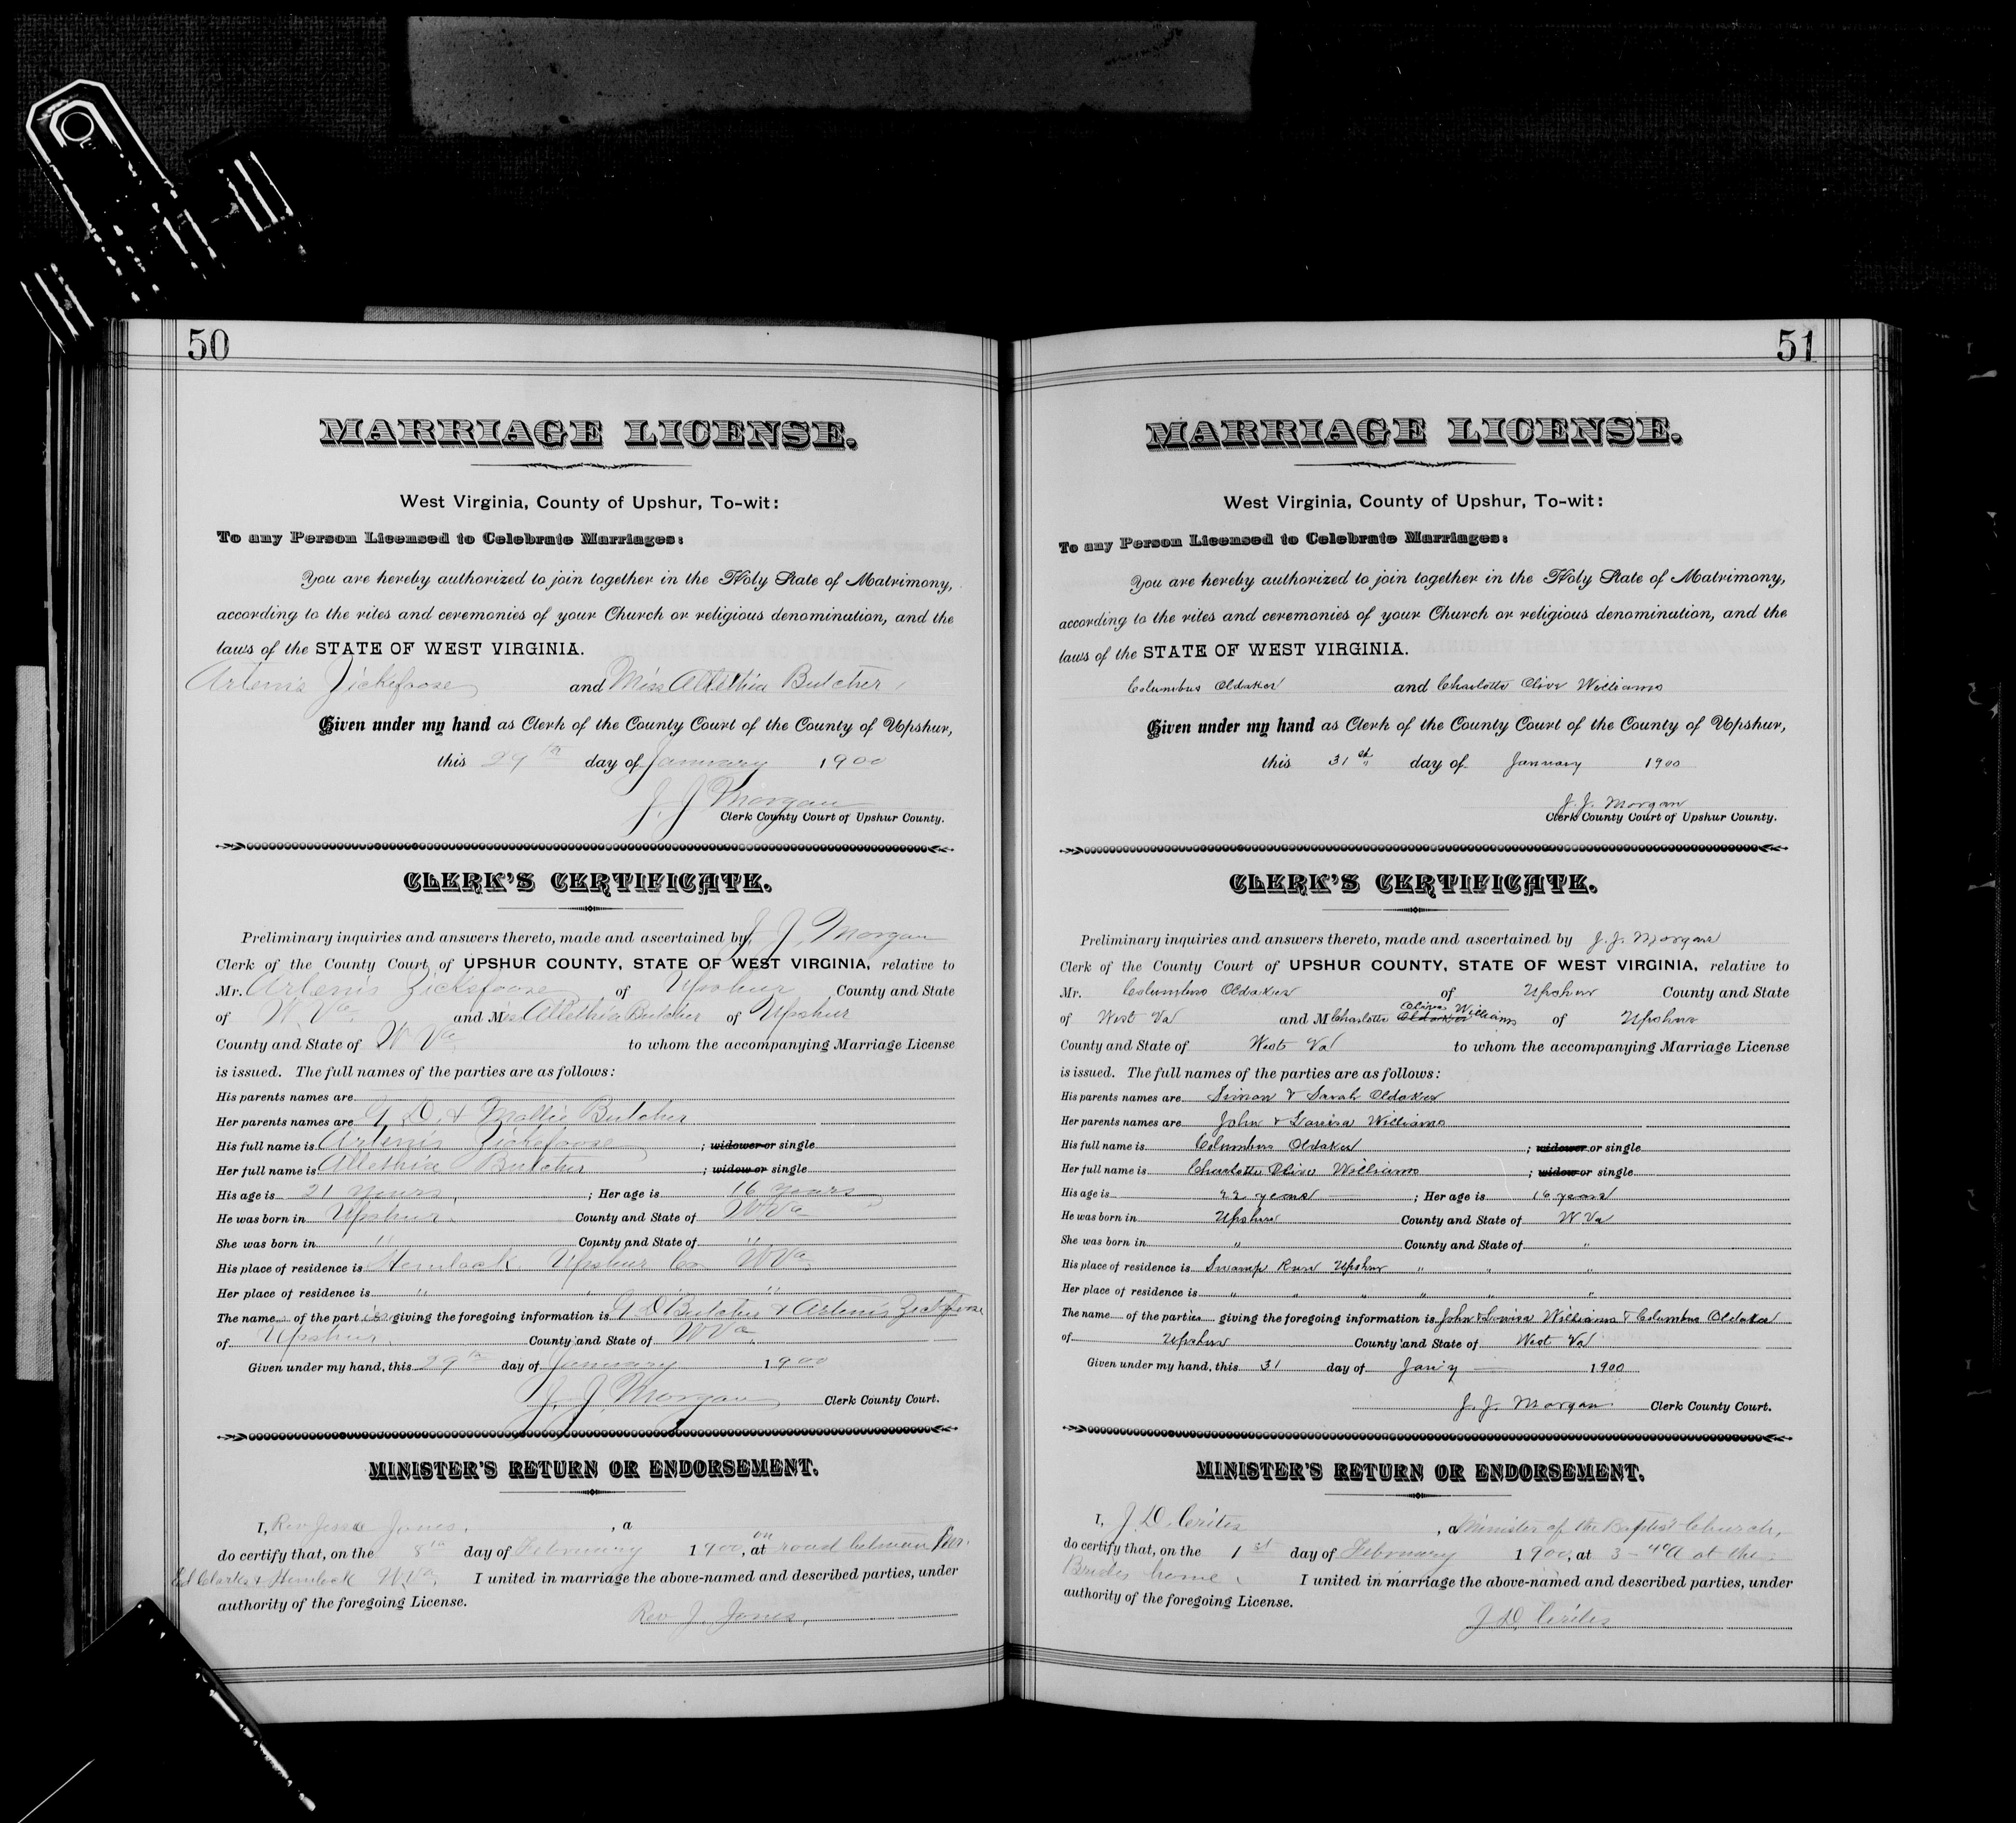 50
MARRIAGE LICENSE.
West Virginia, County of Upshur, To-wit:
To any Person Licensed to Celebrate Marriages:
You are hereby authorized to join together in the Holy State of Matrimony,
according to the rites and ceremonies of your Church or religious denomination, and the
laws of the STATE OF WEST VIRGINIA.
Artemis Zickefoose and Miss Allethia Butcher
Given under my hand as Clerk of the County Court of the County of Upshur,
this 29th day of January 1900
J. J. Morgan
Clerk County Court of Upshur County.
CLERK'S CERTIFICATE.
Preliminary inquiries and answers thereto, made and ascertained by J. J. Morgan
Clerk of the County Court of UPSHUR COUNTY, STATE OF WEST VIRGINIA, relative to
Mr. Artemis Zickefoose of Upshur County and State
of W. Va. and Miss Allethia Butcher of Upshur
County and State of W Va to whom the accompanying Marriage License
is issued. The full names of the parties are as follows:
His parents names are
Her parents names are G. D. & Mollie Butcher
His full name is Artemis Zickefoose ; widower or single
Her full name is Allethia Butcher ; widow or single
His age is 21 years, ; Her age is 16 years
He was born in Upshur County and State of W Va
She was born in " County and State of "
His place of residence is Hemlock Upshur Co W Va
Her place of residence is " " "
The name of the parties giving the foregoing information is G D Butcher & Artemis Zickefoose
of Upshur County and State of W Va
Given under my hand, this 29th day of January 1900
J. J. Morgan Clerk County Court.
MINISTER'S RETURN OR ENDORSEMENT.
I, Rev Jesse Jones, , a
do certify that, on the 8th day of February 1900, at on road between
Ed Clarks & Hemlock W.Va. I united in marriage the above-named and described parties, under
authority of the foregoing License.
Rev J. Jones,
51
MARRIAGE LICENSE.
West Virginia, County of Upshur, To-wit:
To any Person Licensed to Celebrate Marriages:
You are hereby authorized to join together in the Holy State of Matrimony,
according to the rites and ceremonies of your Church or religious denomination, and the
laws of the STATE OF WEST VIRGINIA.
Columbus Oldaker and Charlotte Olive Williams
Given under my hand as Clerk of the County Court of the County of Upshur,
this 31st day of January 1900
J. J. Morgan
Clerk County Court of Upshur County.
CLERK'S CERTIFICATE.
Preliminary inquiries and answers thereto, made and ascertained by J. J. Morgan
Clerk of the County Court of UPSHUR COUNTY, STATE OF WEST VIRGINIA, relative to
Mr. Columbus Oldaker of Upshur County and State
of West Va and M Charlotte Olive Oldaker Williams of Upshur
County and State of West Va to whom the accompanying Marriage License
is issued. The full names of the parties are as follows:
His parents names are Simon & Sarah Oldaker
Her parents names are John & Louisa Williams
His full name is Columbus Oldaker ; widower or single
Her full name is Charlotte Olive Williams ; widow or single
His age is 22 years ; Her age is 16 years
He was born in Upshur County and State of W Va
She was born in " County and State of "
His place of residence is Swamp Run Upshur " " "
Her place of residence is " " " " " "
The name of the parties giving the foregoing information is John & Louisa Williams & Columbus Oldaker
of Upshur County and State of West Va
Given under my hand, this 31 day of Jan'y 1900
J. J. Morgan Clerk County Court.
MINISTER'S RETURN OR ENDORSEMENT.
I, J. D. Crites , a Minister of the Baptist Church,
do certify that, on the 1st day of February 1900, at 3 - at the
Brides home I united in marriage the above-named and described parties, under
authority of the foregoing License.
J D Crites